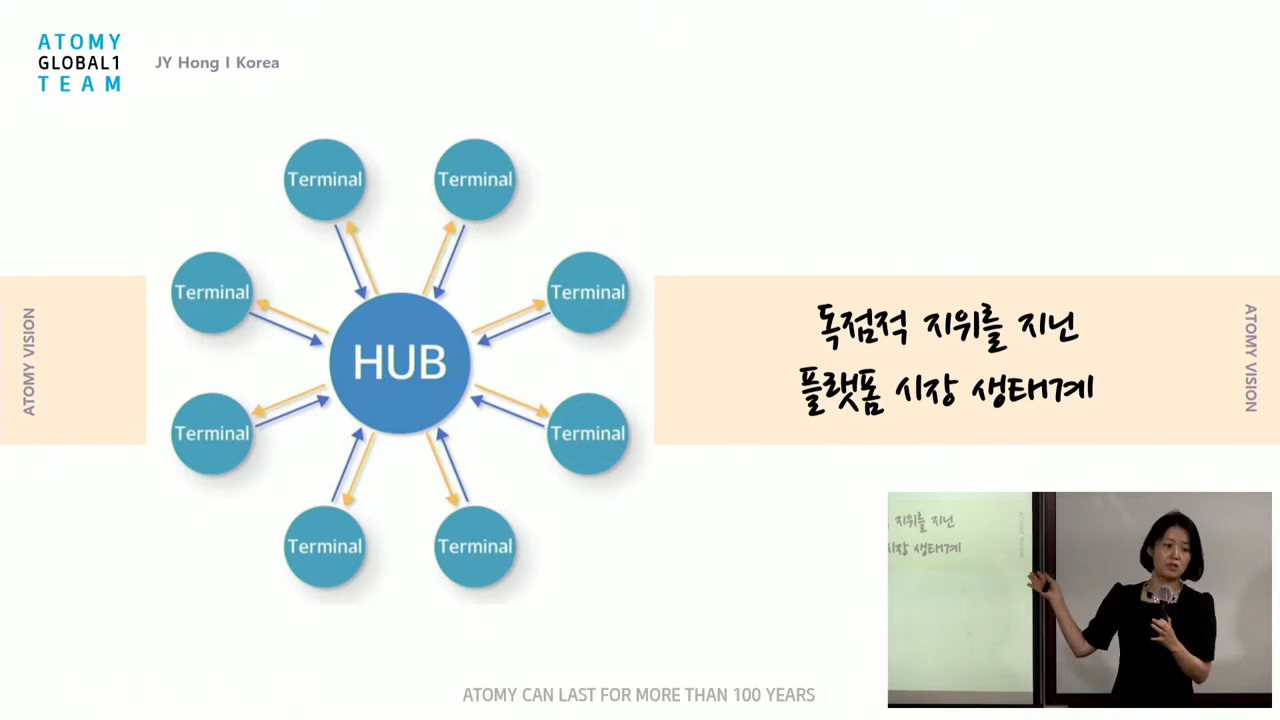 ATOMY
GLOBAL1
TEAM
JY Hong I Korea
Terminal
Terminal
Terminal
Terminal
HUB
Terminal
Terminal
Terminal
Terminal
ATOMY VISION
독점적 지위를 지닌
플랫폼 시장 생태계
ATOMY VISION
지위를 지닌
시장 생태계
ATOMY CAN LAST FOR MORE THAN 100 YEARS